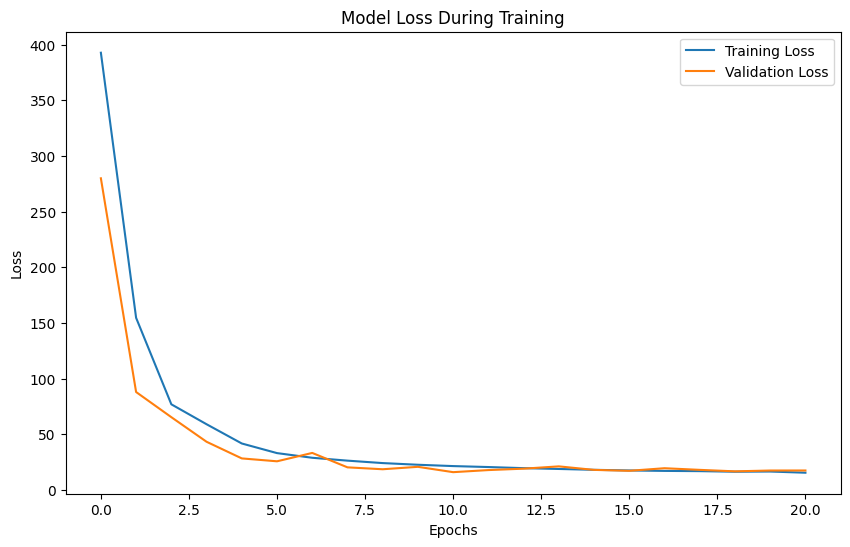 Model Loss During Training
Training Loss
Validation Loss
400
350
300
250
200
150
100
50
0
Loss
0.0 2.5 5.0 7.5 10.0 12.5 15.0 17.5 20.0
Epochs